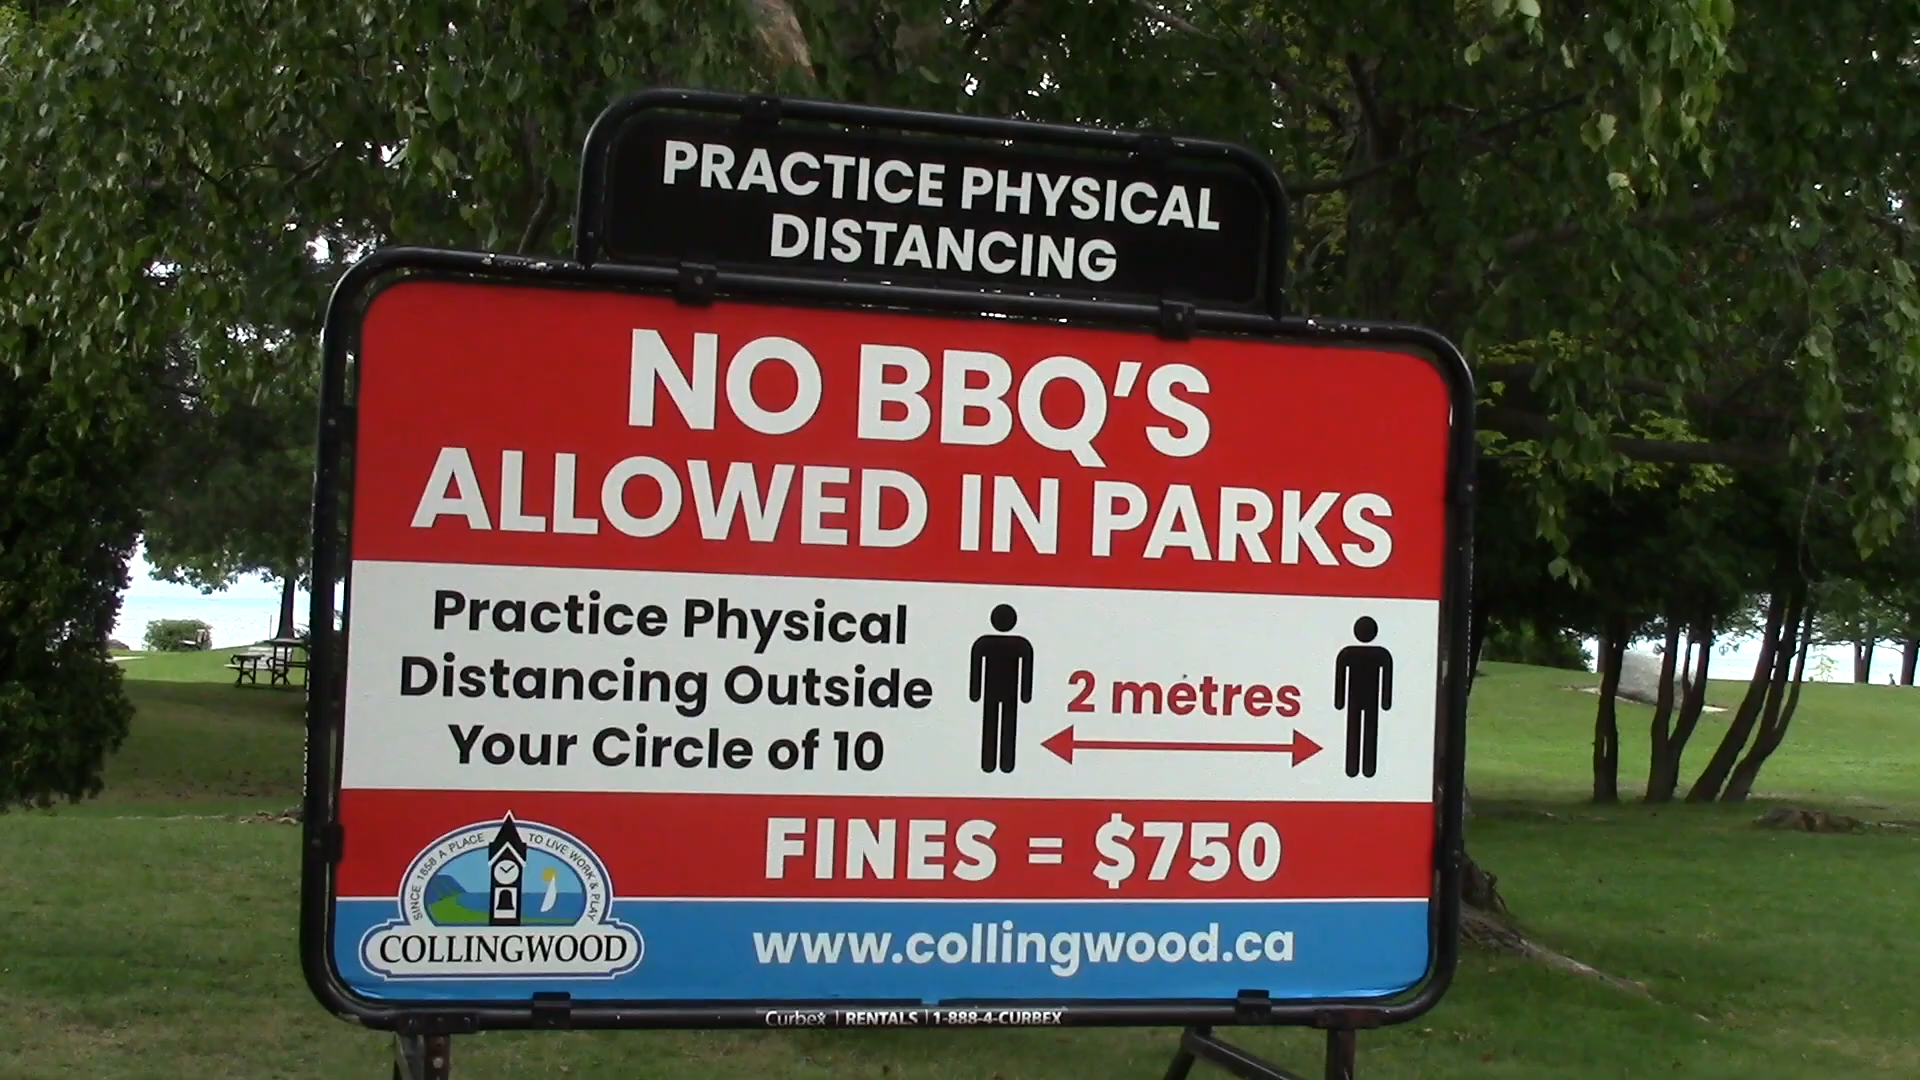 PRACTICE PHYSICAL
DISTANCING
NO BBQ'S
ALLOWED IN PARKS
Practice Physical
Distancing Outside
Your Circle of 10
2 metres
FINES = $750
SINCE 1858 A PLACE TO LIVE WORK & PLAY
COLLINGWOOD
www.collingwood.ca
Curbex | RENTALS | 1-888-4-CURBEX